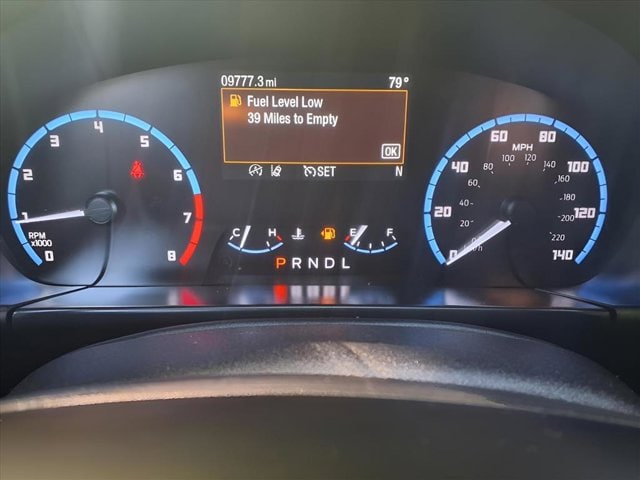 09777.3 mi 79°
Fuel Level Low
39 Miles to Empty
OK
SET N
0 1 2 3 4 5 6 7 8
RPM
x1000
C H E F
P R N D L
0 20 40 60 80 100 120 140
MPH
40 60 80 100 120 140 160 180 200 220